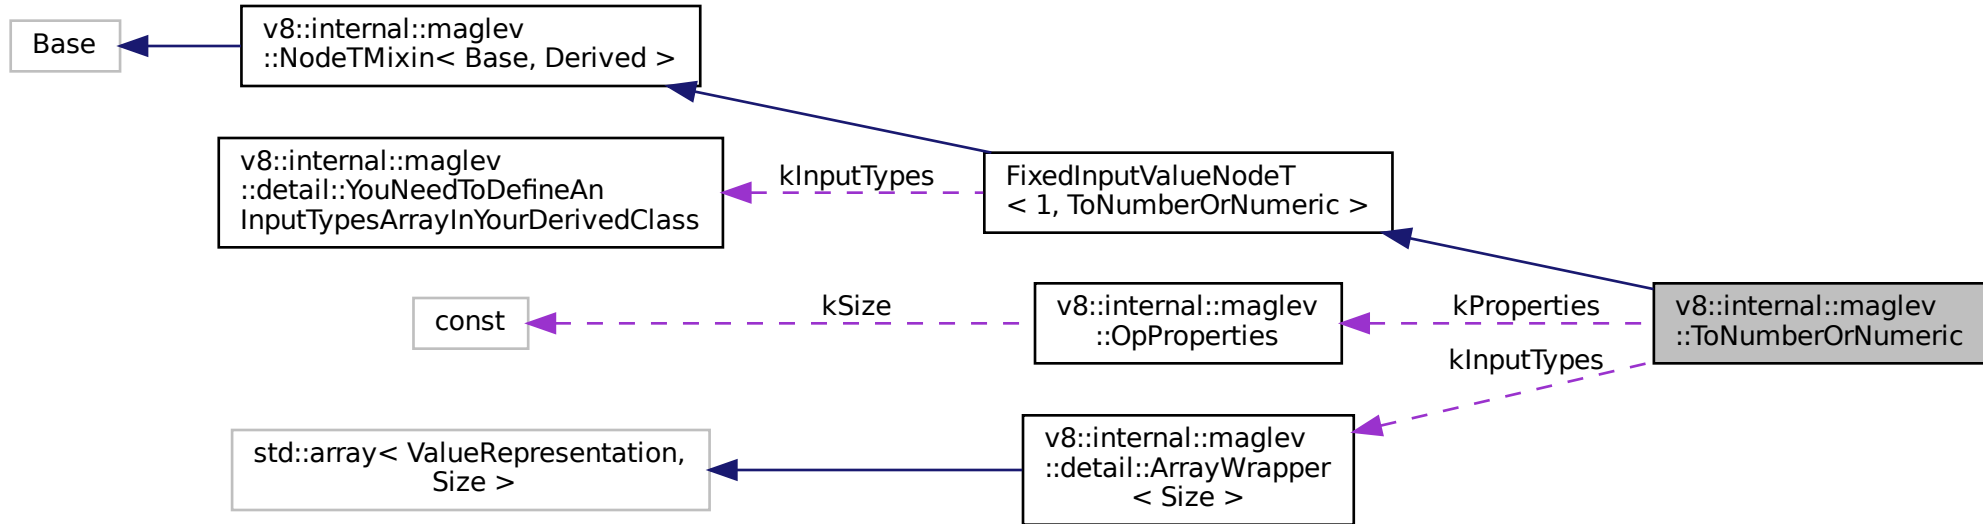 Base
v8::internal::maglev
::NodeTMixin< Base, Derived >
v8::internal::maglev
::detail::YouNeedToDefineAn
InputTypesArrayInYourDerivedClass
kInputTypes
FixedInputValueNodeT
< 1, ToNumberOrNumeric >
const
kSize
v8::internal::maglev
::OpProperties
kProperties
v8::internal::maglev
::ToNumberOrNumeric
kInputTypes
std::array< ValueRepresentation,
Size >
v8::internal::maglev
::detail::ArrayWrapper
< Size >